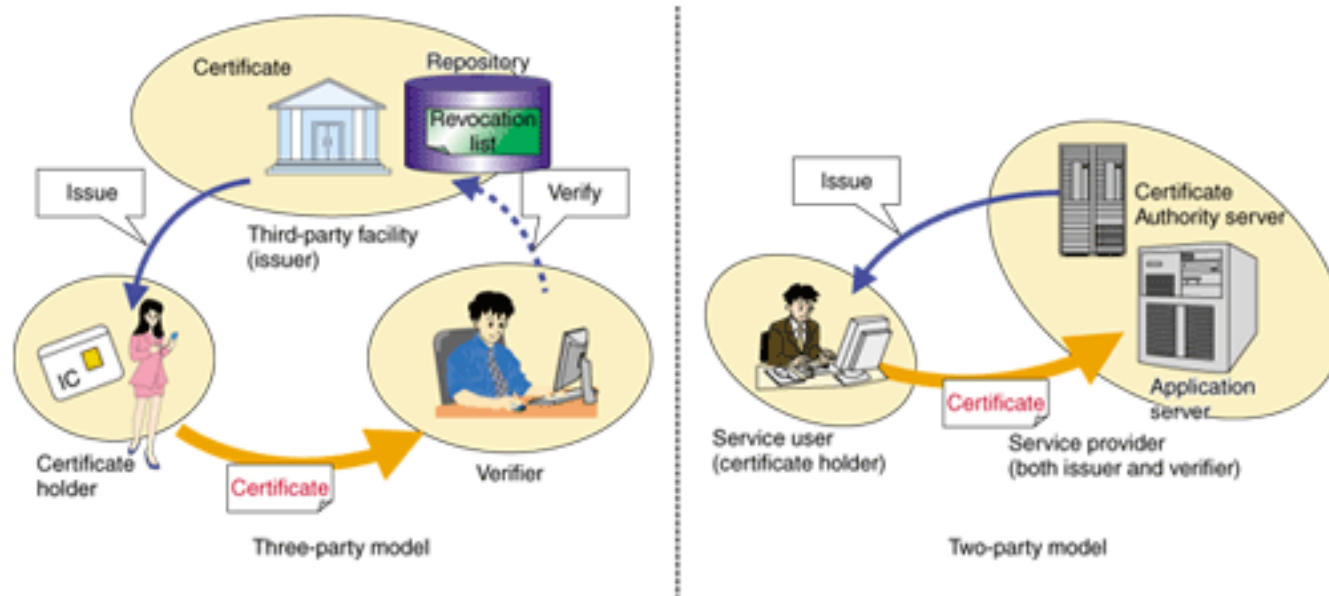 Certificate
Repository
Revocation
list
Issue
Verify
Third-party facility
(issuer)
IC
Certificate
holder
Certificate
Verifier
Three-party model
Issue
Certificate
Authority server
Application
server
Certificate
Service user
(certificate holder)
Service provider
(both issuer and verifier)
Two-party model